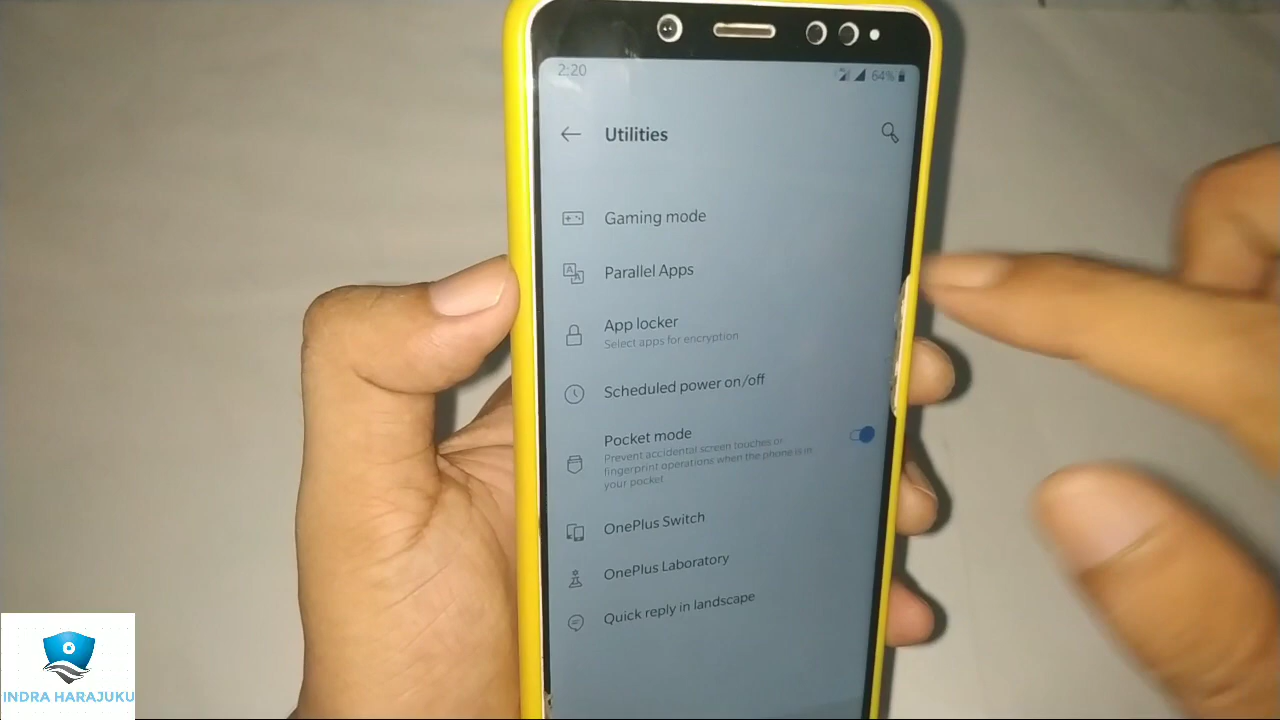 2:20
64%
Utilities
Gaming mode
Parallel Apps
App locker
Select apps for encryption
Scheduled power on/off
Pocket mode
Prevent accidental screen touches or
fingerprint operations when the phone is in
your pocket
OnePlus Switch
OnePlus Laboratory
Quick reply in landscape
INDRA HARAJUKU